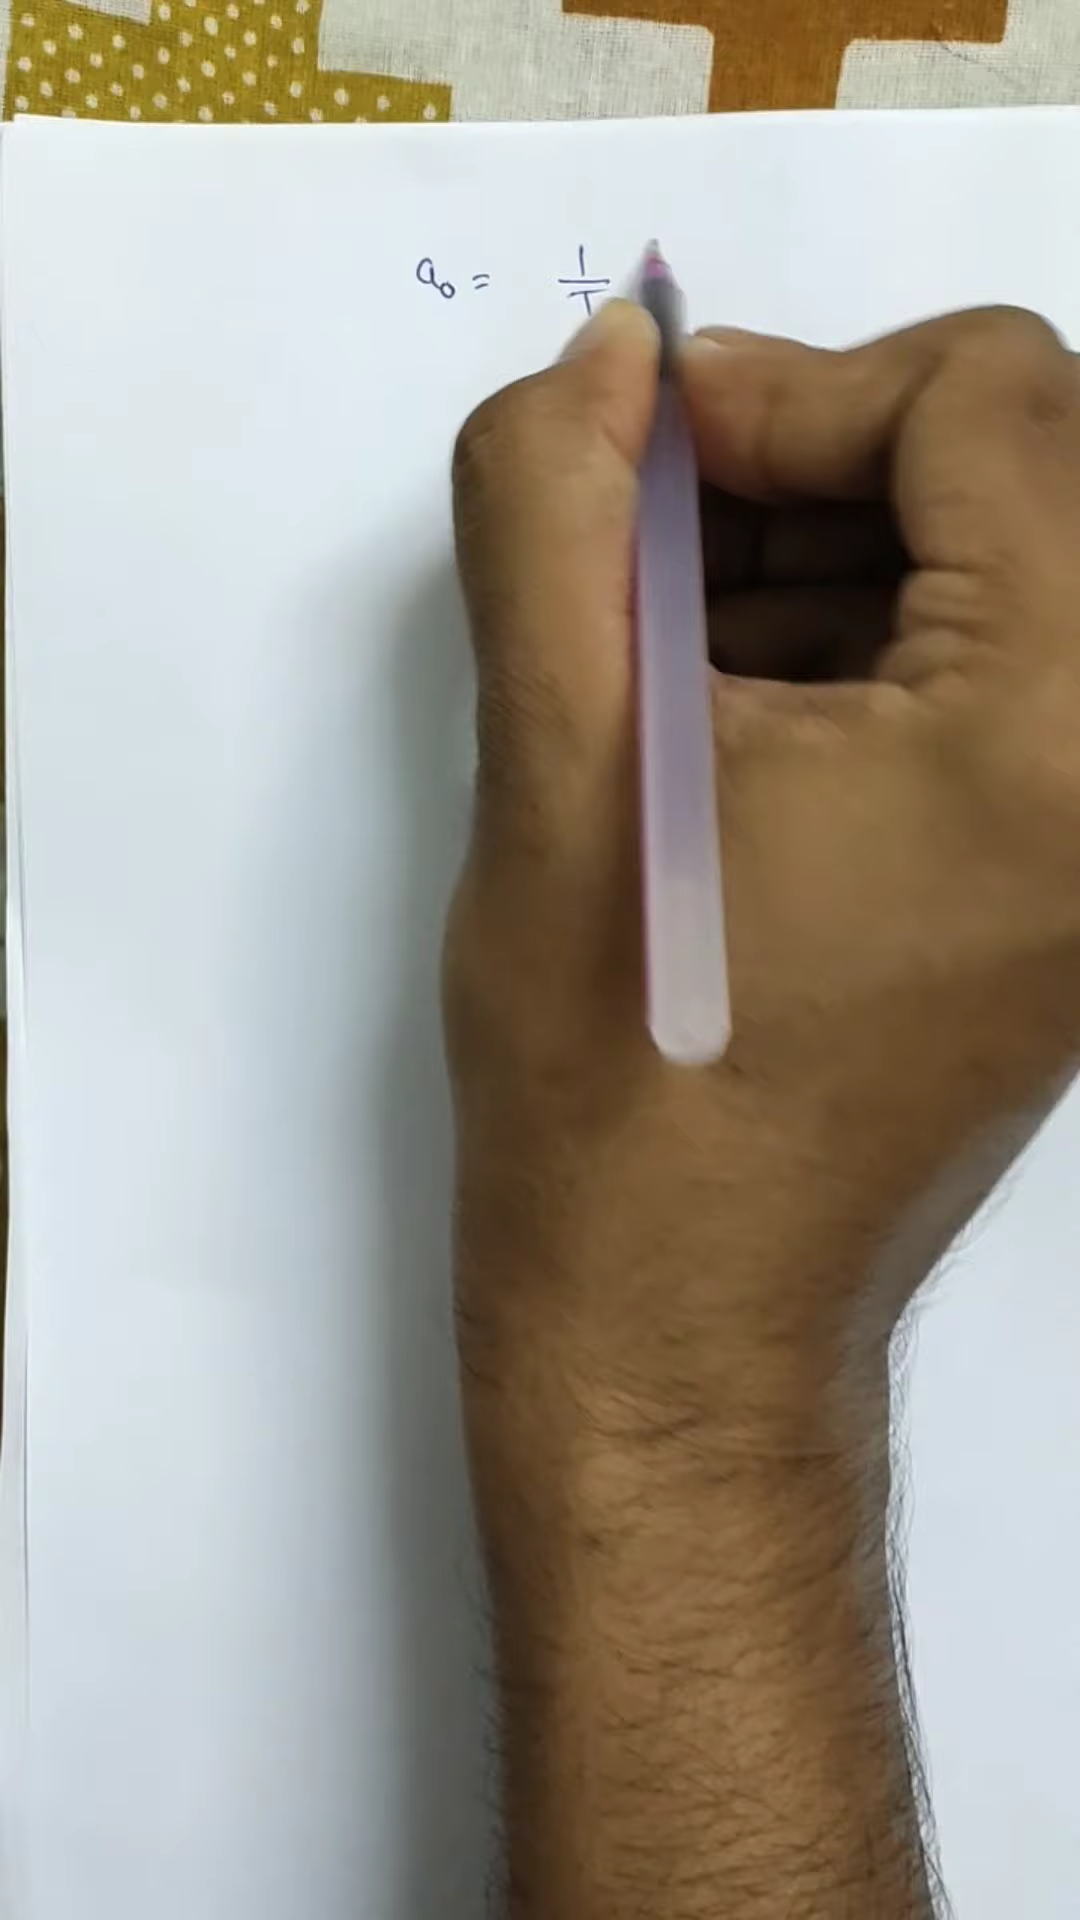 a₀ = 1/T